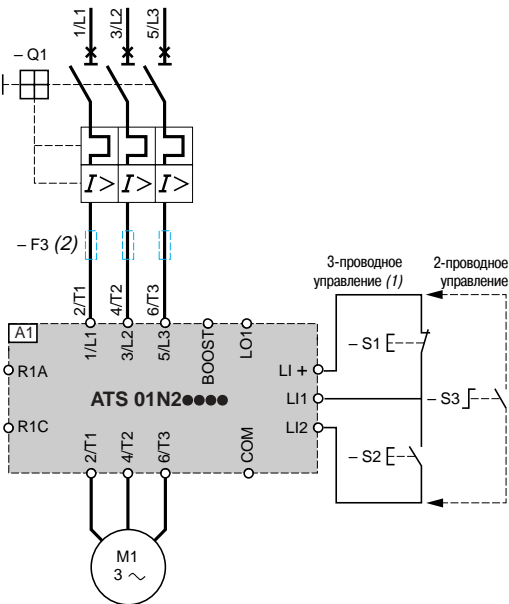 1/L1 3/L2 5/L3
– Q1
I> I> I>
– F3 (2)
2/T1 4/T2 6/T3
3-проводное управление (1)
2-проводное управление
A1
1/L1 3/L2 5/L3 BOOST LO1
R1A
R1C
ATS 01N2●●●●
LI +
LI1
LI2
2/T1 4/T2 6/T3 COM
– S1
– S3
– S2
M1
3 ~